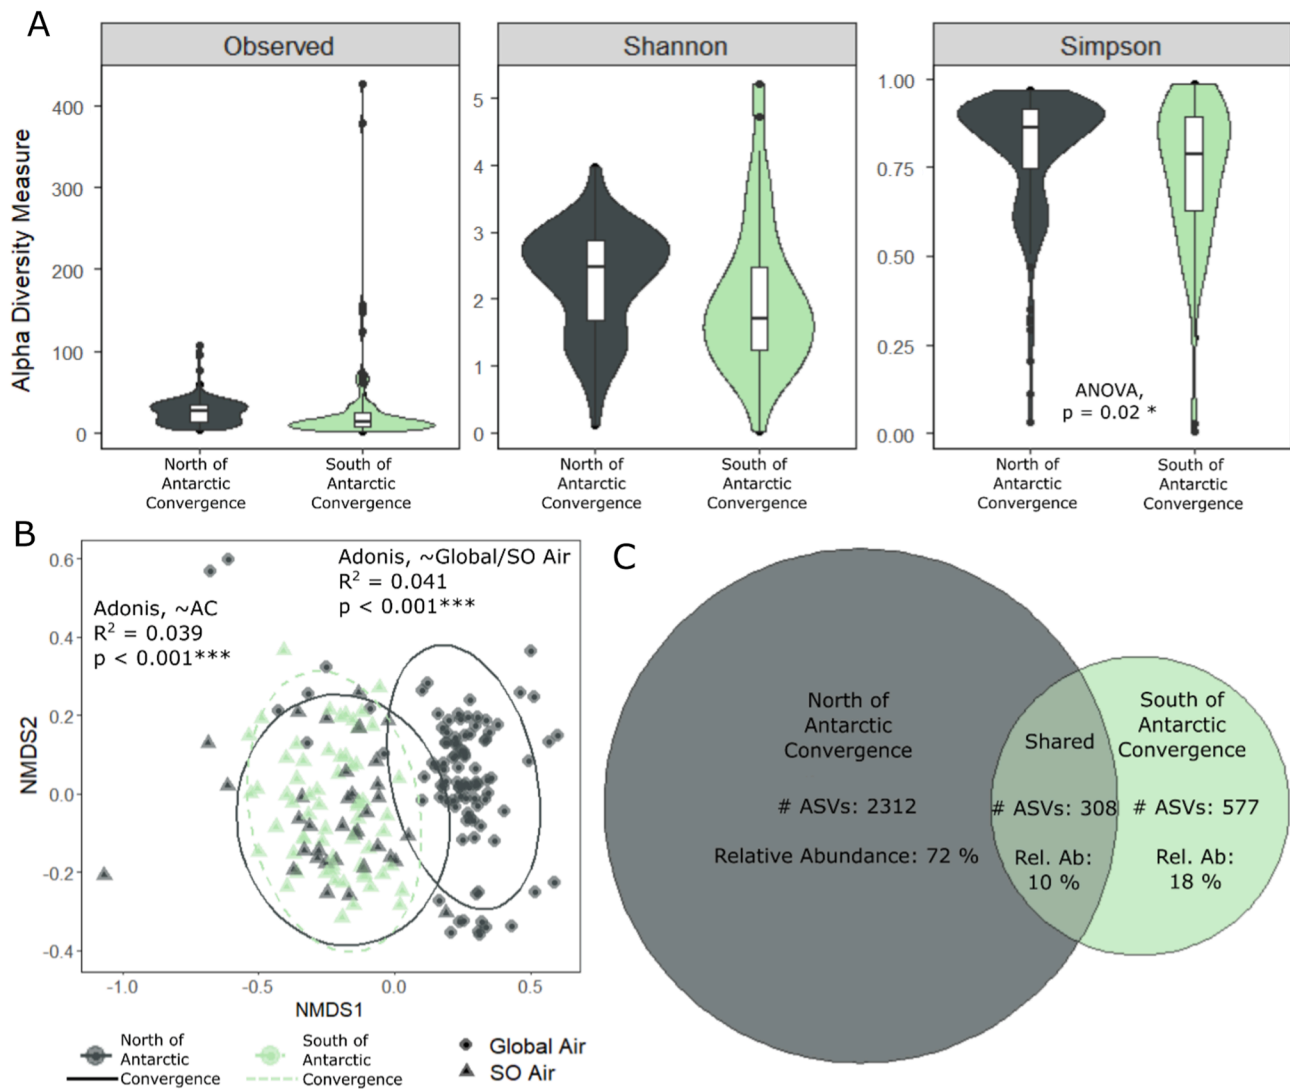 A
Observed
Shannon
Simpson
Alpha Diversity Measure
400
300
200
100
0
5
4
3
2
1
0
1.00
0.75
0.50
0.25
0.00
ANOVA,
p = 0.02 *
North of
Antarctic
Convergence
South of
Antarctic
Convergence
North of
Antarctic
Convergence
South of
Antarctic
Convergence
North of
Antarctic
Convergence
South of
Antarctic
Convergence
B
Adonis, ~Global/SO Air
R² = 0.041
p < 0.001***
Adonis, ~AC
R² = 0.039
p < 0.001***
NMDS2
0.6
0.4
0.2
0.0
-0.2
-0.4
-1.0
-0.5
0.0
0.5
NMDS1
North of
Antarctic
Convergence
South of
Antarctic
Convergence
Global Air
SO Air
C
North of
Antarctic
Convergence
# ASVs: 2312
Relative Abundance: 72 %
Shared
# ASVs: 308
Rel. Ab:
10 %
South of
Antarctic
Convergence
# ASVs: 577
Rel. Ab:
18 %